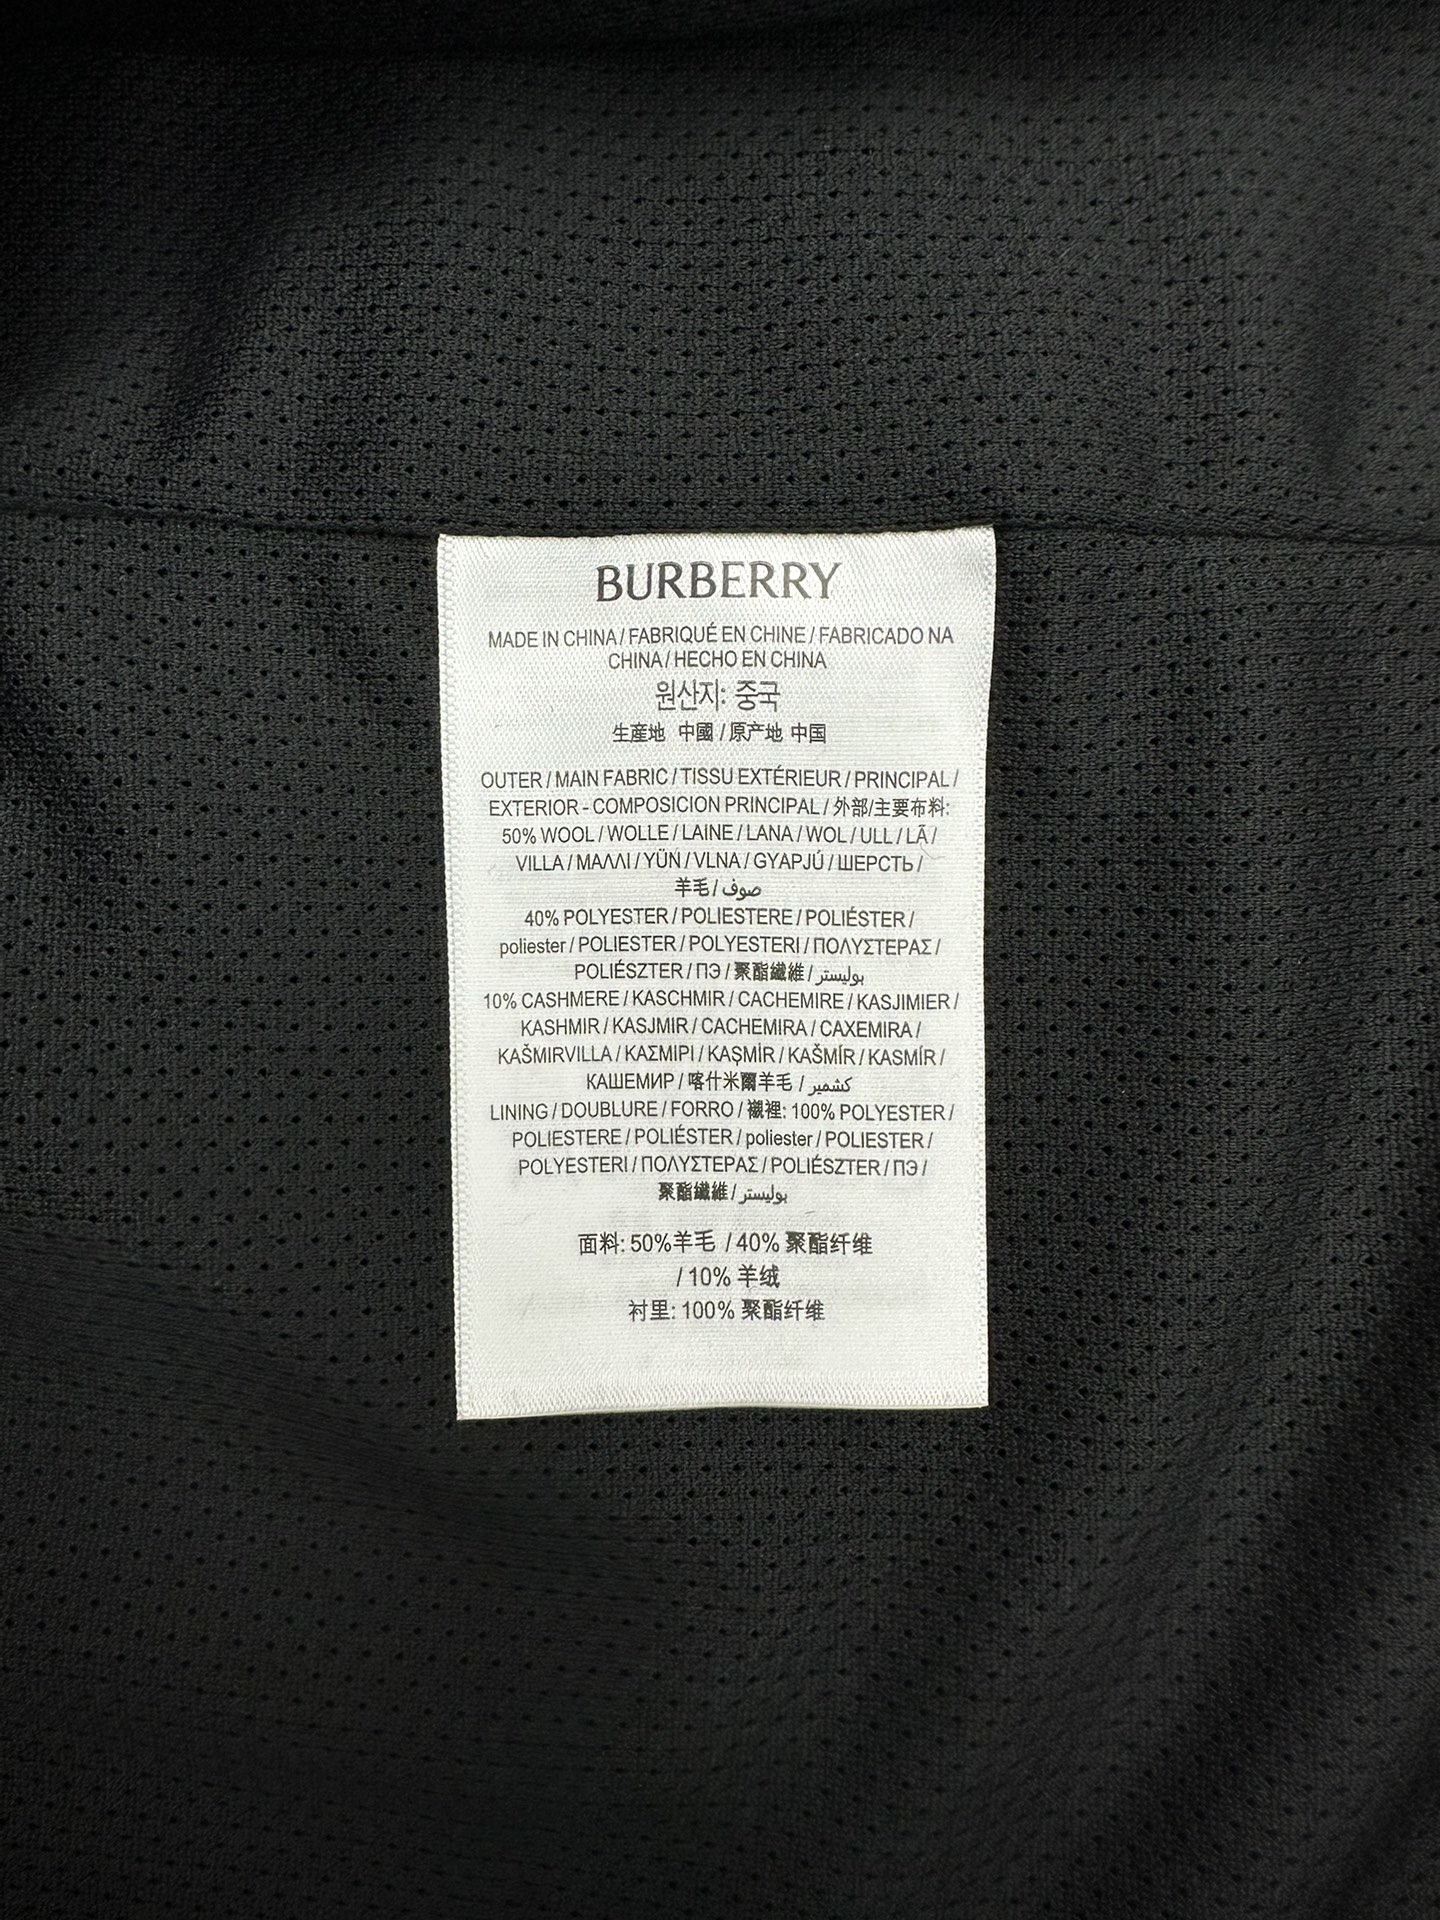 BURBERRY
MADE IN CHINA / FABRIQUÉ EN CHINE / FABRICADO NA
CHINA / HECHO EN CHINA
원산지: 중국
生産地 中國 / 原产地 中国
OUTER / MAIN FABRIC / TISSU EXTÉRIEUR / PRINCIPAL /
EXTERIOR - COMPOSICION PRINCIPAL / 外部/主要布料:
50% WOOL / WOLLE / LAINE / LANA / WOL / ULL / LÃ /
VILLA / ΜΑΛΛΙ / YÜN / VLNA / GYAPJÚ / ШЕРСТЬ /
羊毛 / صوف
40% POLYESTER / POLIESTERE / POLIÉSTER /
poliester / POLIESTER / POLYESTERI / ΠΟΛΥΣΤΕΡΑΣ /
POLIÉSZTER / ПЭ / 聚酯纖維 / بوليستر
10% CASHMERE / KASCHMIR / CACHEMIRE / KASJIMIER /
KASHMIR / KASJMIR / CACHEMIRA / CAXEMIRA /
KAŠMIRVILLA / ΚΑΣΜΙΡΙ / KAŞMİR / KAŠMÍR / KASMÍR /
КАШЕМИР / 喀什米爾羊毛 / كشمير
LINING / DOUBLURE / FORRO / 襯裡: 100% POLYESTER /
POLIESTERE / POLIÉSTER / poliester / POLIESTER /
POLYESTERI / ΠΟΛΥΣΤΕΡΑΣ / POLIÉSZTER / ПЭ /
聚酯纖維 / بوليستر
面料: 50%羊毛 / 40% 聚酯纤维
/ 10% 羊绒
衬里: 100% 聚酯纤维